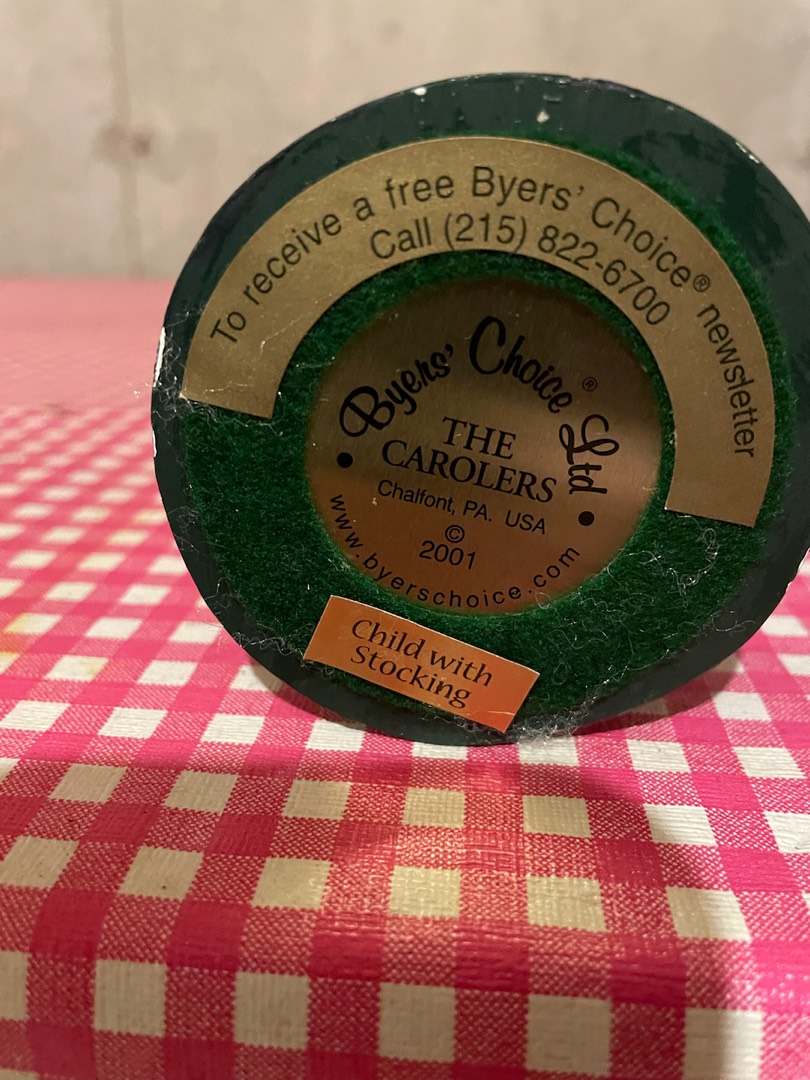 To receive a free Byers' Choice® newsletter
Call (215) 822-6700
Byers' Choice® Ltd
THE
CAROLERS
Chalfont, PA. USA
©
2001
www.byerschoice.com
Child with
Stocking